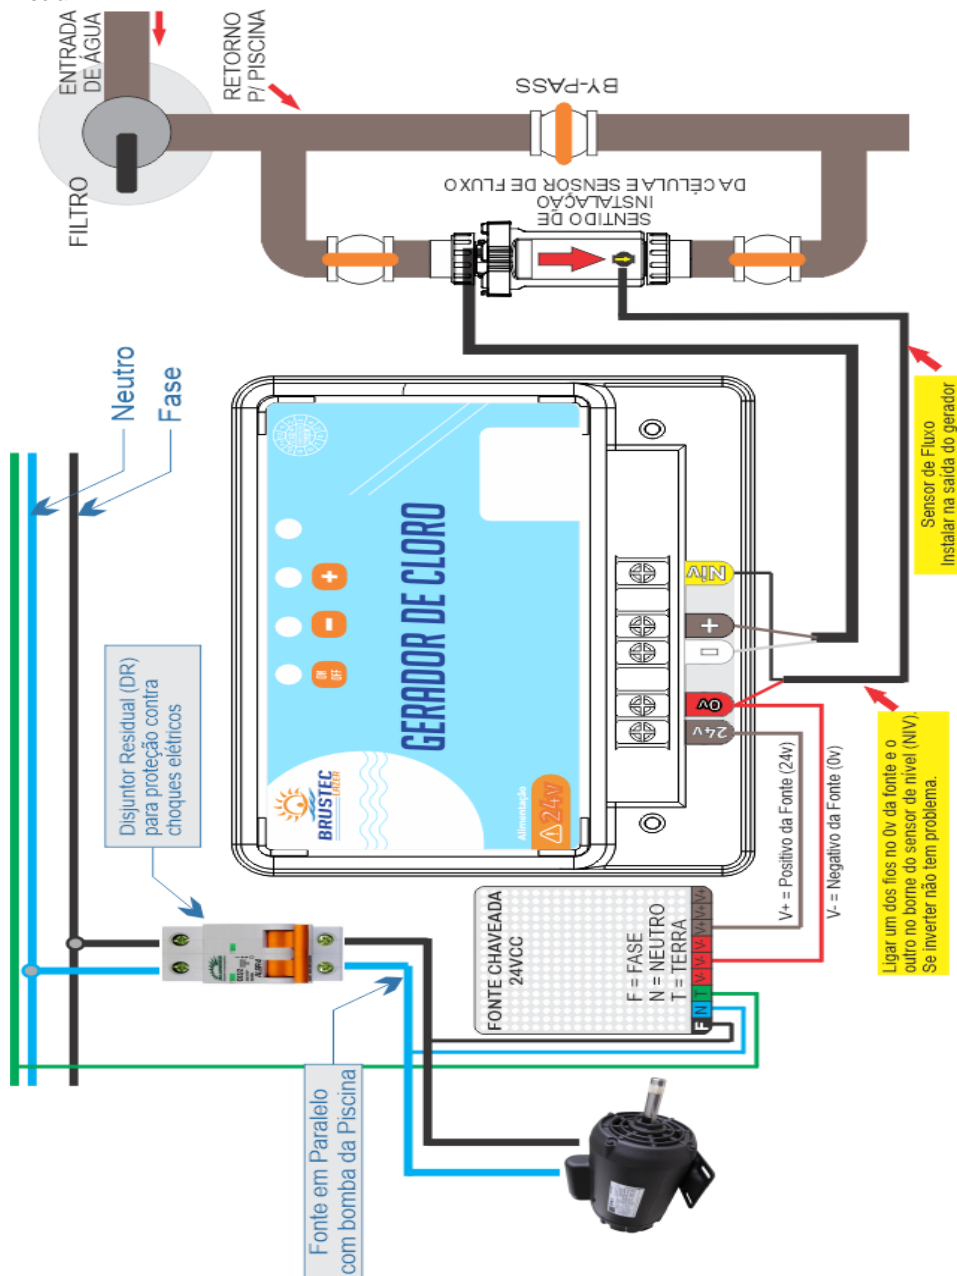 ENTRADA
DE ÁGUA
RETORNO
P/ PISCINA
FILTRO
BY-PASS
SENTIDO DE
INSTALAÇÃO
DA CÉLULA E SENSOR DE FLUXO
Neutro
Fase
Disjuntor Residual (DR)
para proteção contra
choques elétricos
GERADOR DE CLORO
+
-
ON
OFF
BRUSTEC
LAZER
Alimentação
24v
Nív
+
-
0v
24v
Sensor de Fluxo
Instalar na saída do gerador
Ligar um dos fios no 0v da fonte e o
outro no borne do sensor de nível (NIV).
Se inverter não tem problema.
V+ = Positivo da Fonte (24v)
V- = Negativo da Fonte (0v)
FONTE CHAVEADA
24VCC
F = FASE
N = NEUTRO
T = TERRA
F N T V- V- V- V+ V+ V+
Fonte em Paralelo
com bomba da Piscina